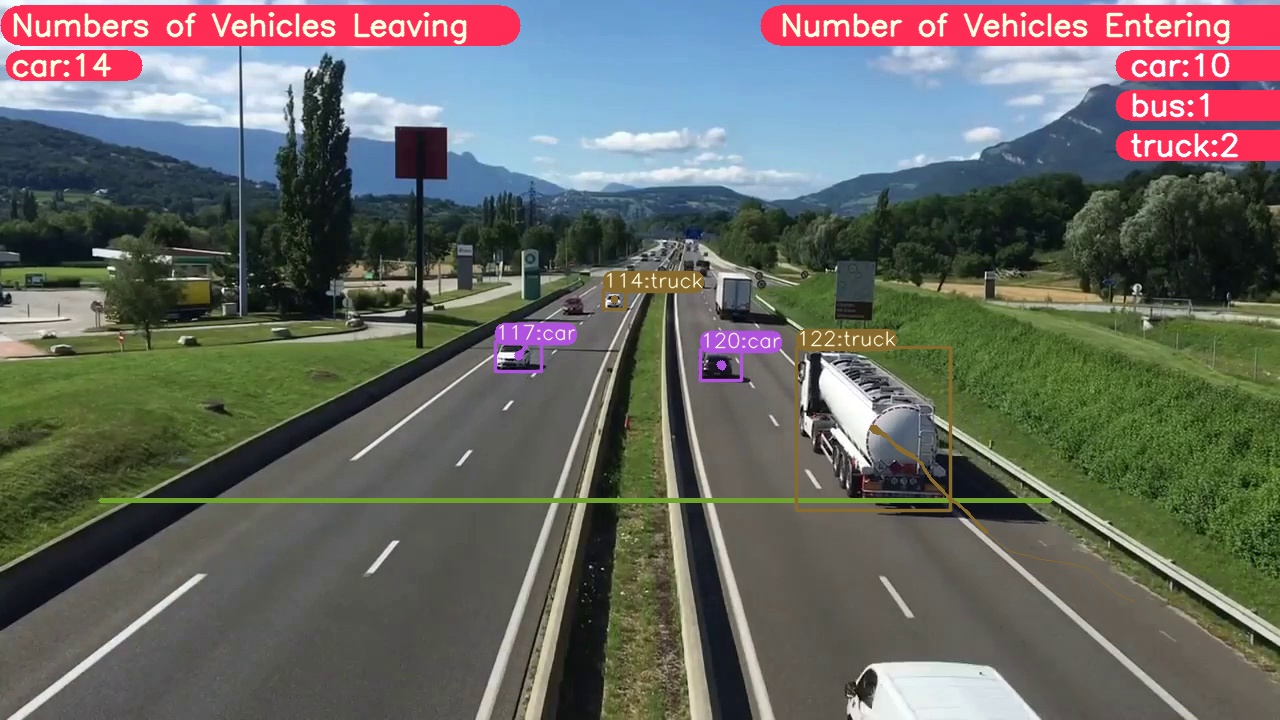 Numbers of Vehicles Leaving
Number of Vehicles Entering
car:14
car:10
bus:1
truck:2
114:truck
117:car
120:car
122:truck
bp